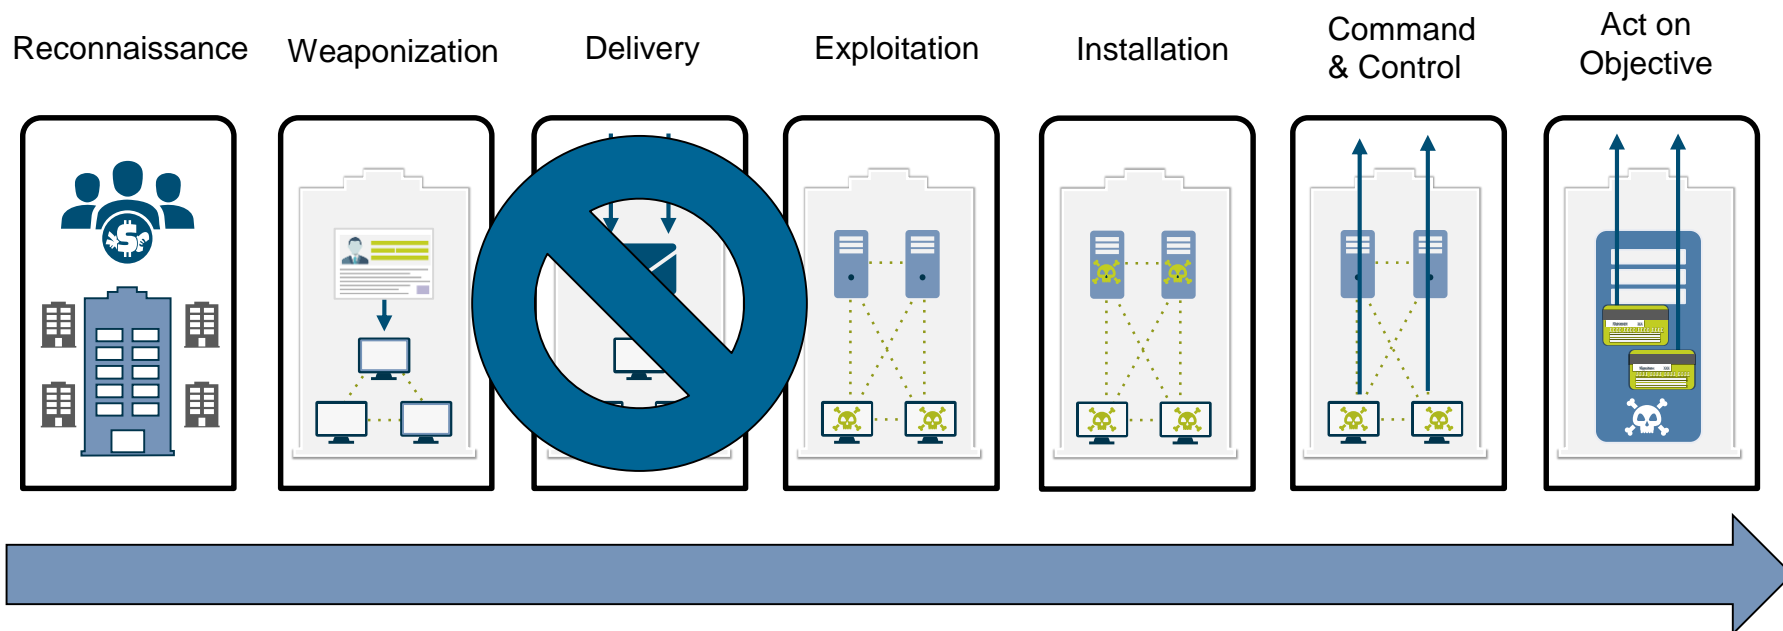 Reconnaissance
Weaponization
Delivery
Exploitation
Installation
Command
& Control
Act on
Objective
$